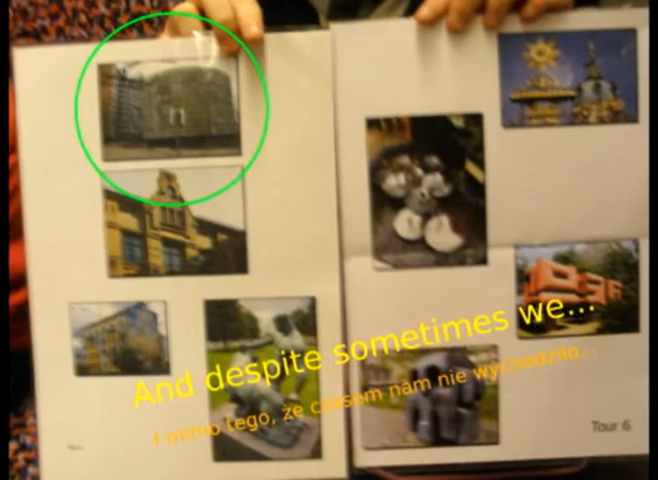 And despite sometimes we...
I mimo tego, że czasem nam nie wychodziło...
Tour 6